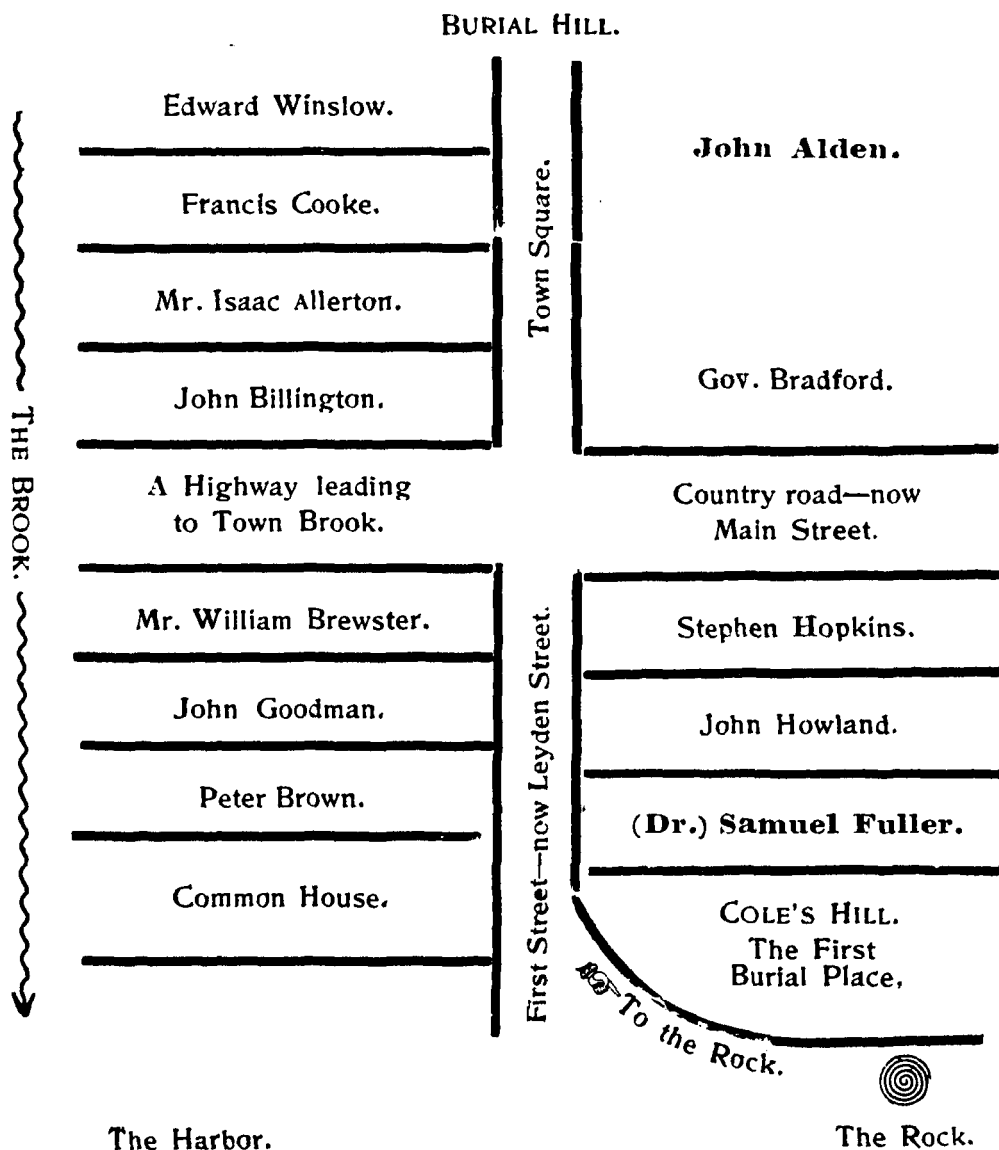 BURIAL HILL.
Edward Winslow.
Francis Cooke.
Mr. Isaac Allerton.
John Billington.
A Highway leading
to Town Brook.
Mr. William Brewster.
John Goodman.
Peter Brown.
Common House.
THE BROOK.
Town Square.
First Street—now Leyden Street.
John Alden.
Gov. Bradford.
Country road—now
Main Street.
Stephen Hopkins.
John Howland.
(Dr.) Samuel Fuller.
COLE'S HILL.
The First
Burial Place,
To the Rock.
The Harbor.
The Rock.